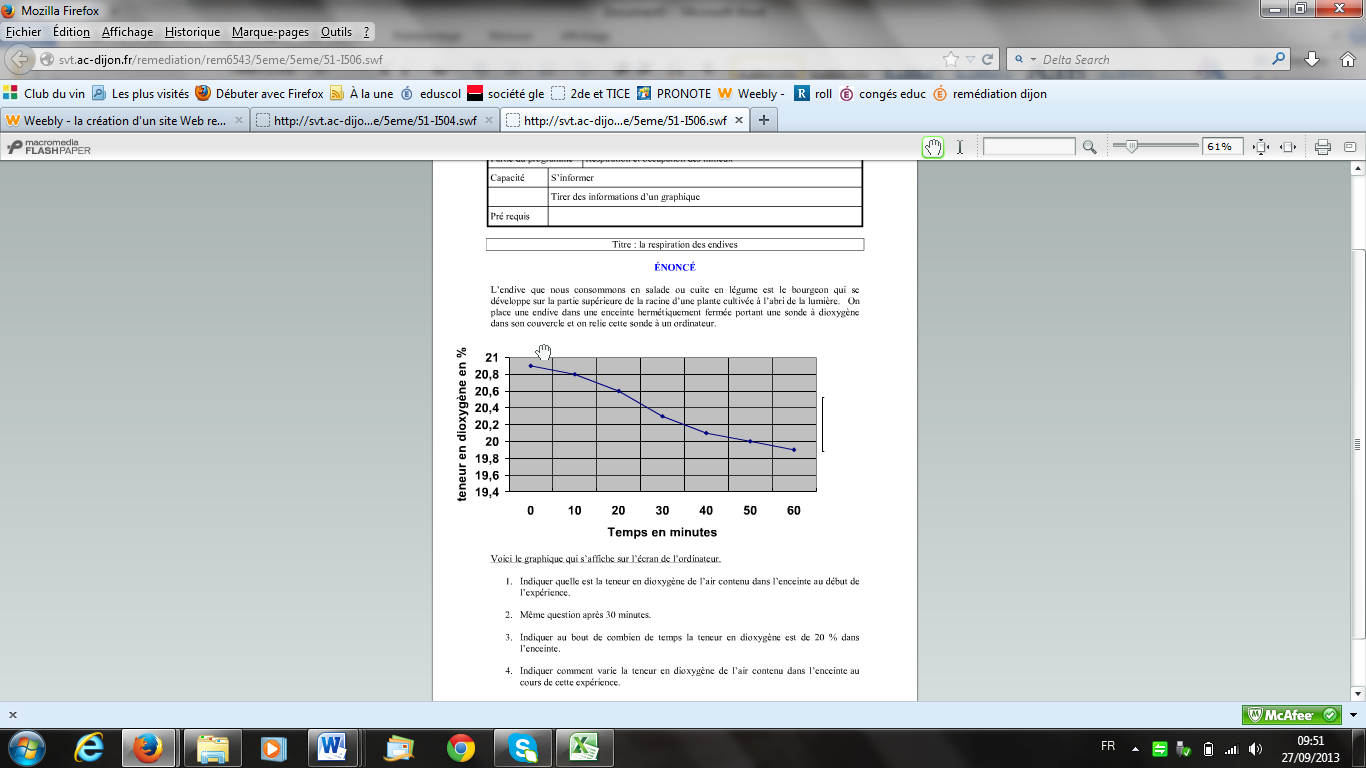 Mozilla Firefox
Fichier Édition Affichage Historique Marque-pages Outils ?
svt.ac-dijon.fr/remediation/rem6543/5eme/5eme/51-I506.swf
Delta Search
Club du vin Les plus visités Débuter avec Firefox À la une eduscol société gle 2de et TICE PRONOTE Weebly - roll congés educ remédiation dijon
Weebly - la création d'un site Web re... http://svt.ac-dijo...e/5eme/51-I504.swf http://svt.ac-dijo...e/5eme/51-I506.swf
macromedia
FLASHPAPER
61%
Capacité S'informer
Tirer des informations d'un graphique
Pré requis
Titre : la respiration des endives
ÉNONCÉ
L'endive que nous consommons en salade ou cuite en légume est le bourgeon qui se
développe sur la partie supérieure de la racine d'une plante cultivée à l'abri de la lumière. On
place une endive dans une enceinte hermétiquement fermée portant une sonde à dioxygène
dans son couvercle et on relie cette sonde à un ordinateur.
teneur en dioxygène en %
21
20,8
20,6
20,4
20,2
20
19,8
19,6
19,4
0 10 20 30 40 50 60
Temps en minutes
Voici le graphique qui s'affiche sur l'écran de l'ordinateur.
1. Indiquer quelle est la teneur en dioxygène de l'air contenu dans l'enceinte au début de
l'expérience.
2. Même question après 30 minutes.
3. Indiquer au bout de combien de temps la teneur en dioxygène est de 20 % dans
l'enceinte.
4. Indiquer comment varie la teneur en dioxygène de l'air contenu dans l'enceinte au
cours de cette expérience.
McAfee
FR
09:51
27/09/2013